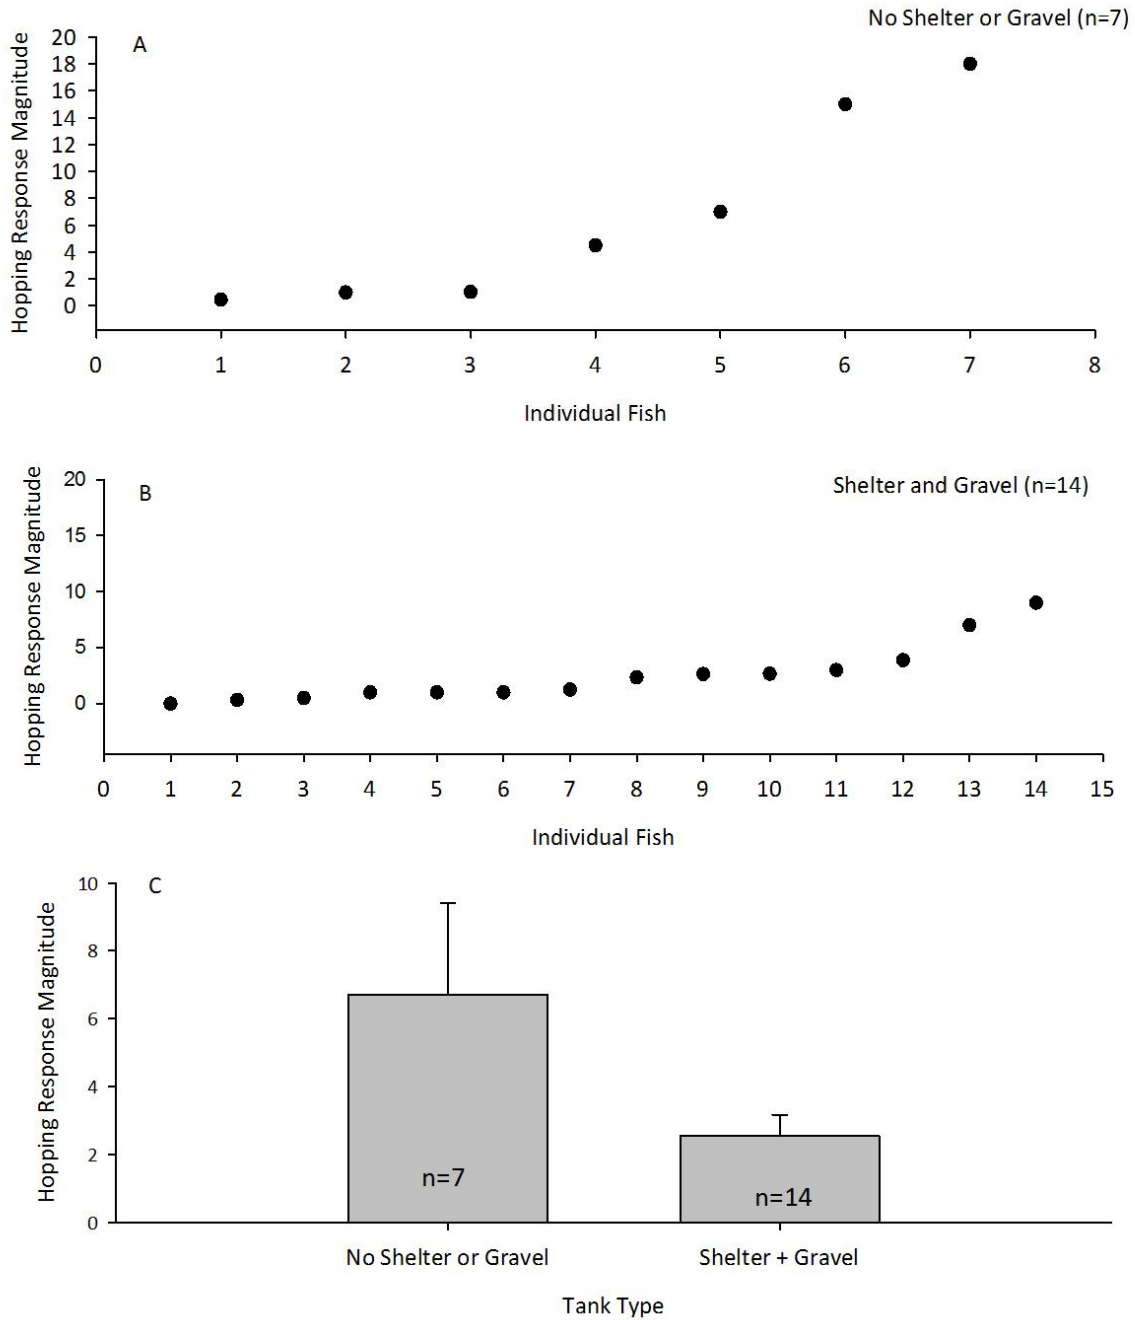 No Shelter or Gravel (n=7)
A
Hopping Response Magnitude
20
18
16
14
12
10
8
6
4
2
0
0 1 2 3 4 5 6 7 8
Individual Fish
Shelter and Gravel (n=14)
B
Hopping Response Magnitude
20
15
10
5
0
0 1 2 3 4 5 6 7 8 9 10 11 12 13 14 15
Individual Fish
C
Hopping Response Magnitude
10
8
6
4
2
0
n=7
n=14
No Shelter or Gravel Shelter + Gravel
Tank Type